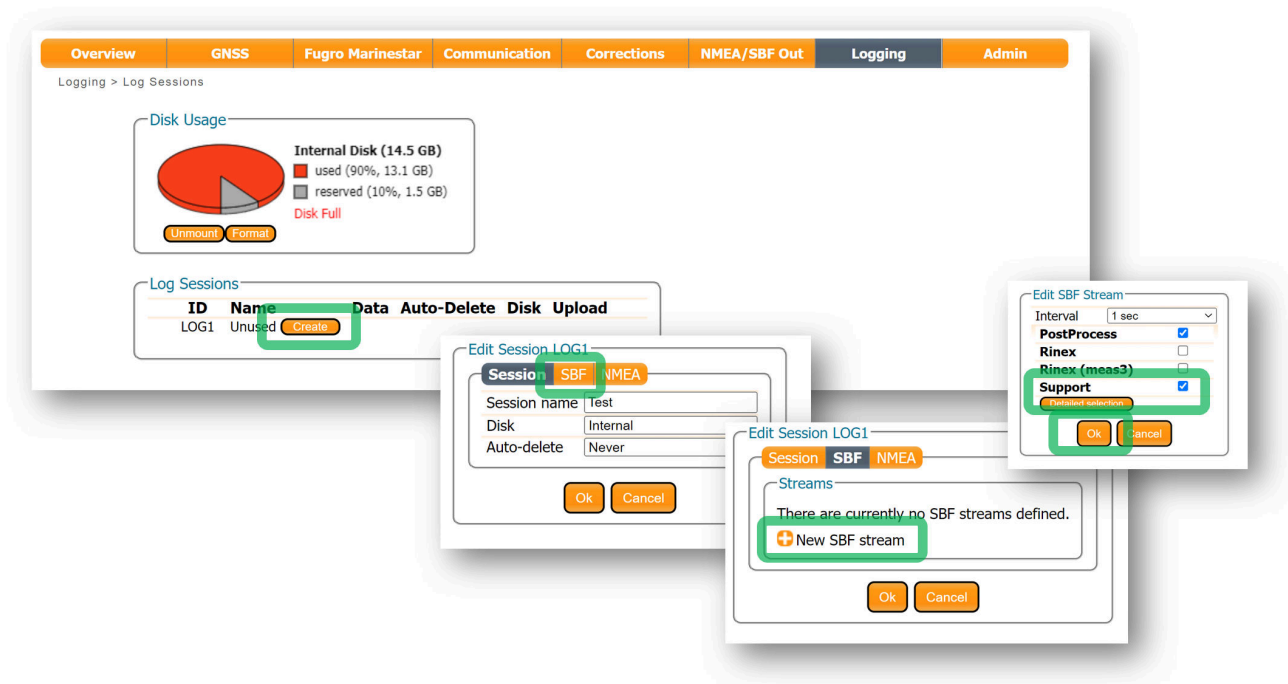 Overview GNSS Fugro Marinestar Communication Corrections NMEA/SBF Out Logging Admin
Logging > Log Sessions
Disk Usage
Internal Disk (14.5 GB)
used (90%, 13.1 GB)
reserved (10%, 1.5 GB)
Disk Full
Unmount Format
Log Sessions
ID Name Data Auto-Delete Disk Upload
LOG1 Unused Create
Edit Session LOG1
Session SBF NMEA
Session name Test
Disk Internal
Auto-delete Never
Ok Cancel
Edit Session LOG1
Session SBF NMEA
Streams
There are currently no SBF streams defined.
New SBF stream
Ok Cancel
Edit SBF Stream
Interval 1 sec
PostProcess
Rinex
Rinex (meas3)
Support
Detailed selection
Ok Cancel